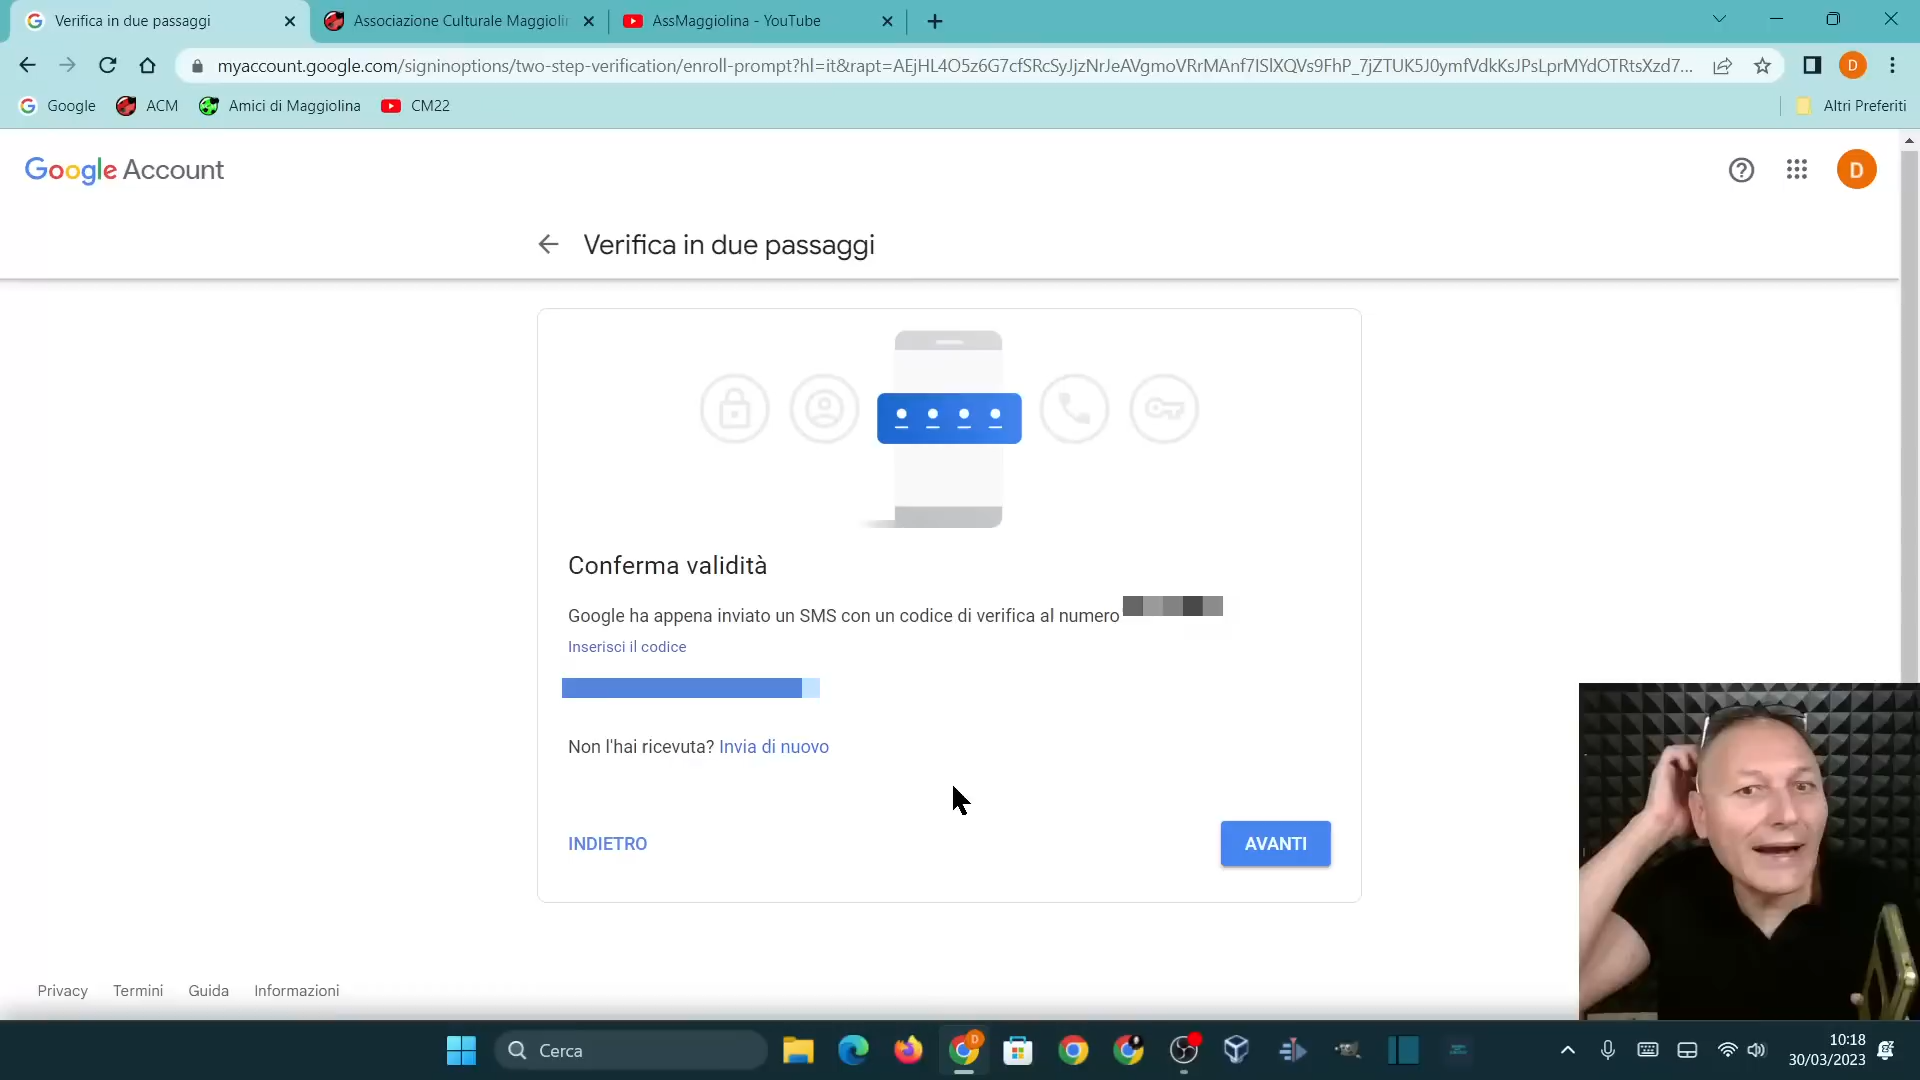 Verifica in due passaggi
Associazione Culturale Maggiolin
AssMaggiolina - YouTube
myaccount.google.com/signinoptions/two-step-verification/enroll-prompt?hl=it&rapt=AEjHL4O5z6G7cfSRcSyJjzNrJeAVgmoVRrMAnf7ISlXQVs9FhP_7jZTUK5J0ymfVdkKsJPsLprMYdOTRtsXzd7...
D
Google
ACM
Amici di Maggiolina
CM22
Altri Preferiti
Google Account
D
Verifica in due passaggi
Conferma validità
Google ha appena inviato un SMS con un codice di verifica al numero
Inserisci il codice
Non l'hai ricevuta? Invia di nuovo
INDIETRO
AVANTI
Privacy
Termini
Guida
Informazioni
Cerca
D
10:18
30/03/2023